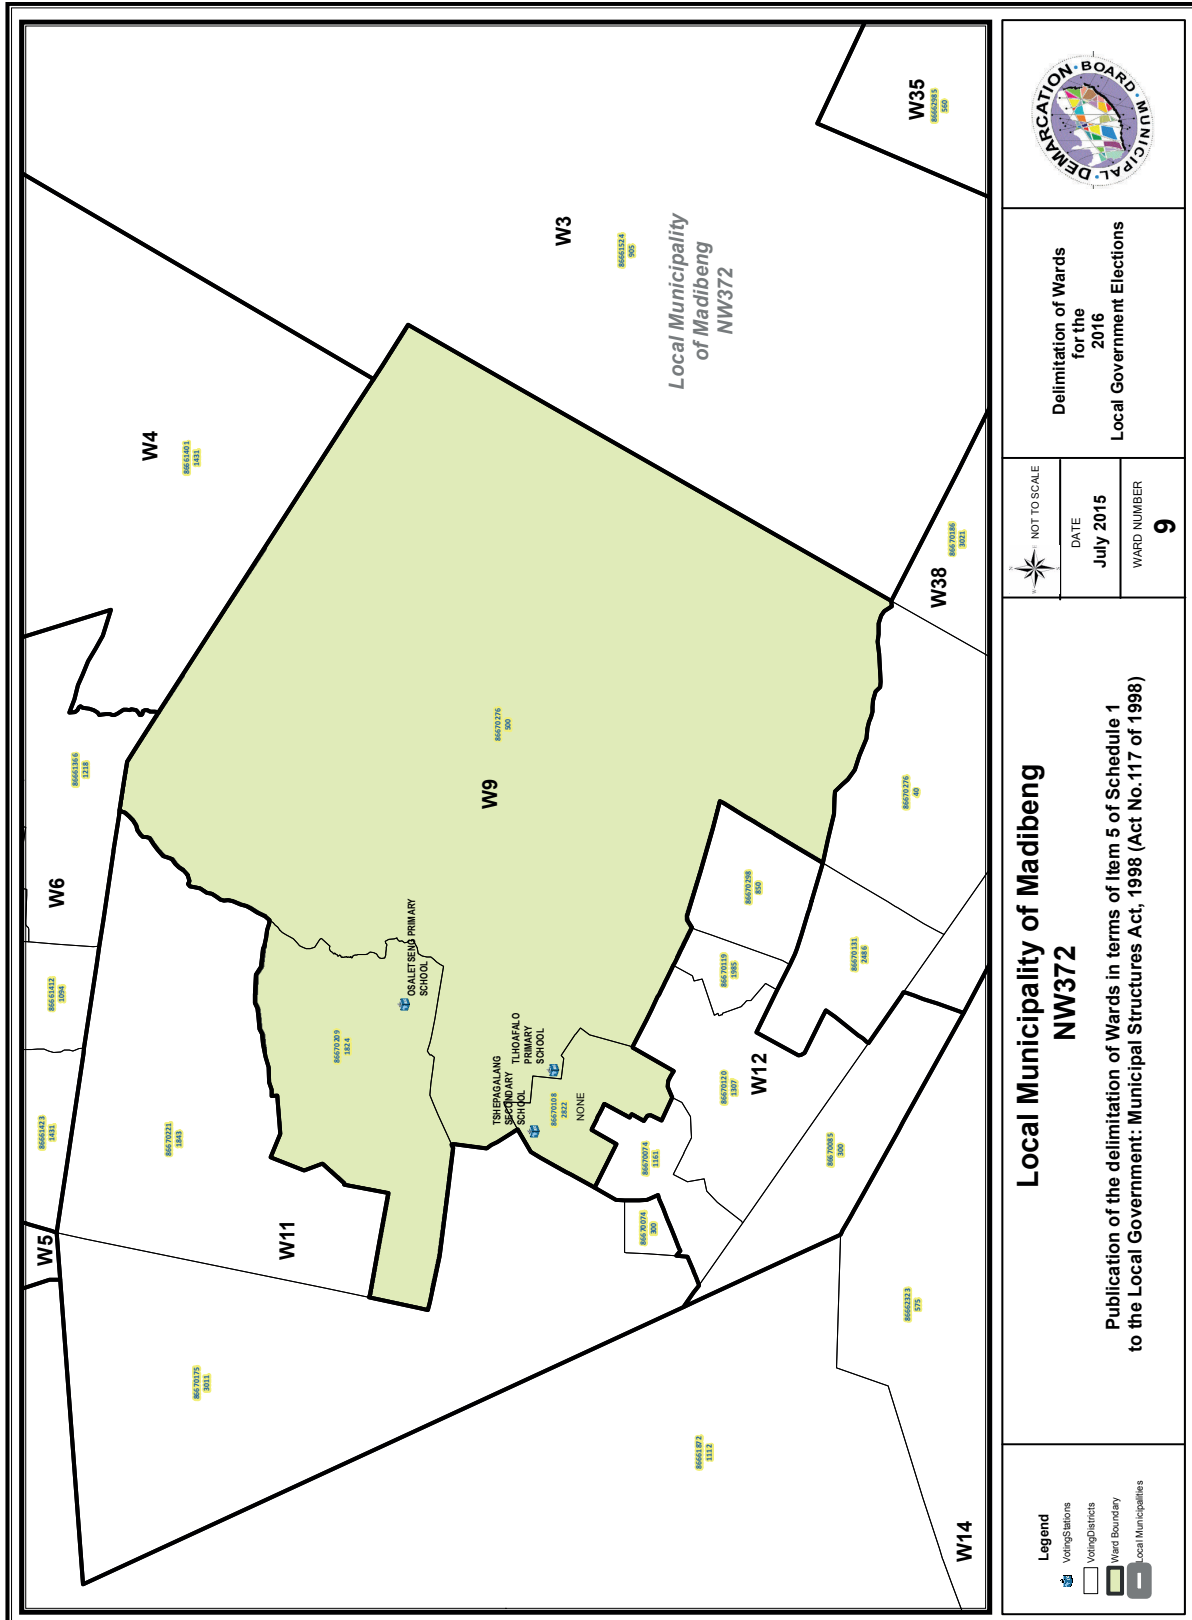 W35
86662985
560
W3
86661524
905
Local Municipality
of Madibeng
NW372
W4
86661401
1431
W38
86670186
3021
86661366
1218
86670276
500
W9
86670276
40
W6
86670298
850
OSALETSENG PRIMARY
SCHOOL
86670119
1985
86670131
2486
86661412
1094
86670209
1824
TLHOAFALO
PRIMARY
SCHOOL
TSHEPAGALANG
SECONDARY
SCHOOL
86670108
2822
NONE
W12
86670120
1307
86661423
1431
86670221
1843
86670074
1161
86670085
300
W5
W11
86670074
300
86662323
575
86670175
3011
86661872
1112
W14
MUNICIPAL • DEMARCATION • BOARD
Delimitation of Wards
for the
2016
Local Government Elections
N
E
S
W
NOT TO SCALE
DATE
July 2015
WARD NUMBER
9
Local Municipality of Madibeng
NW372
Publication of the delimitation of Wards in terms of Item 5 of Schedule 1
to the Local Government: Municipal Structures Act, 1998 (Act No.117 of 1998)
Legend
VotingStations
VotingDistricts
Ward Boundary
Local Municipalities